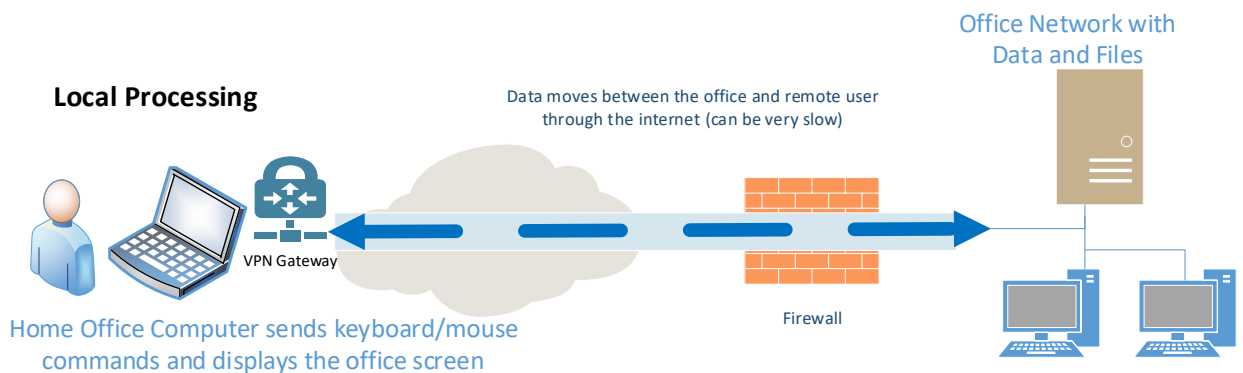 Office Network with
Data and Files
Local Processing
Data moves between the office and remote user
through the internet (can be very slow)
VPN Gateway
Firewall
Home Office Computer sends keyboard/mouse
commands and displays the office screen